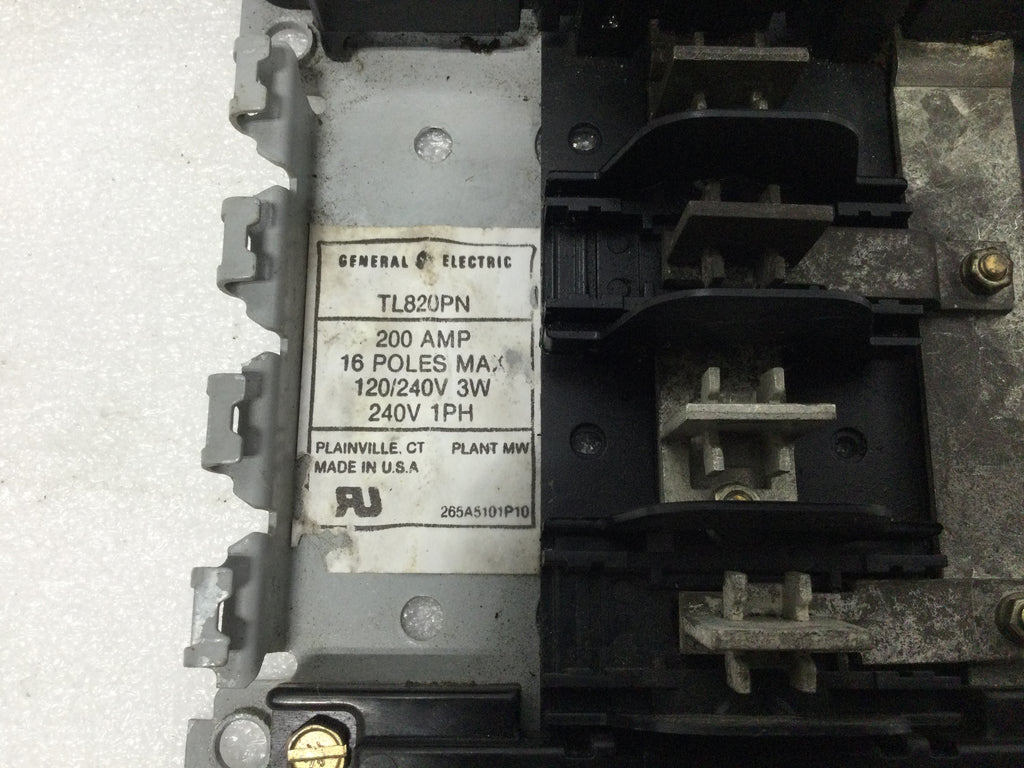 GENERAL ELECTRIC
TL820PN
200 AMP
16 POLES MAX
120/240V 3W
240V 1PH
PLAINVILLE, CT PLANT MW
MADE IN U.S.A
RU
265A5101P10